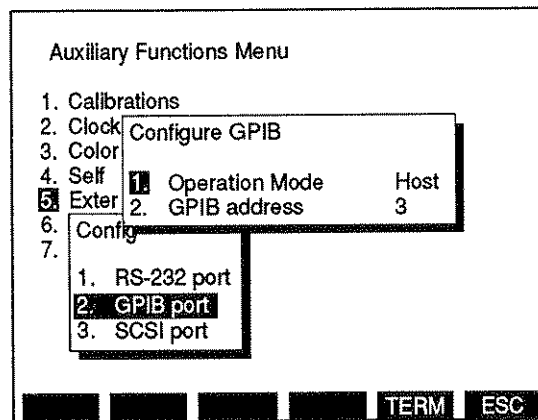 Auxiliary Functions Menu
1. Calibrations
2. Clock
3. Color
4. Self
5. Exter
6.
7.
Configure GPIB
1. Operation Mode Host
2. GPIB address 3
Config
1. RS-232 port
2. GPIB port
3. SCSI port
TERM ESC